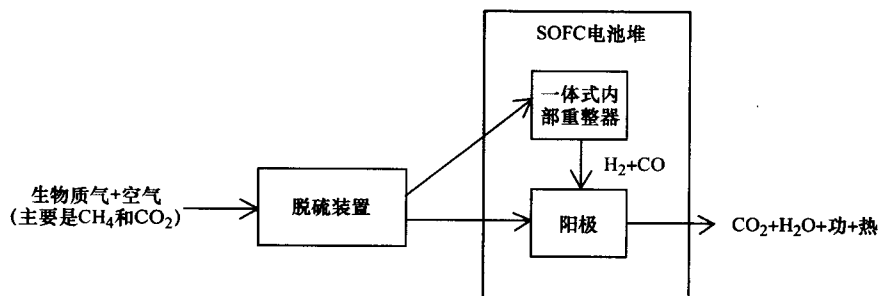 SOFC电池堆
一体式内
部重整器
H₂+CO
生物质气+空气
(主要是CH₄和CO₂)
脱硫装置
阳极
CO₂+H₂O+功+热